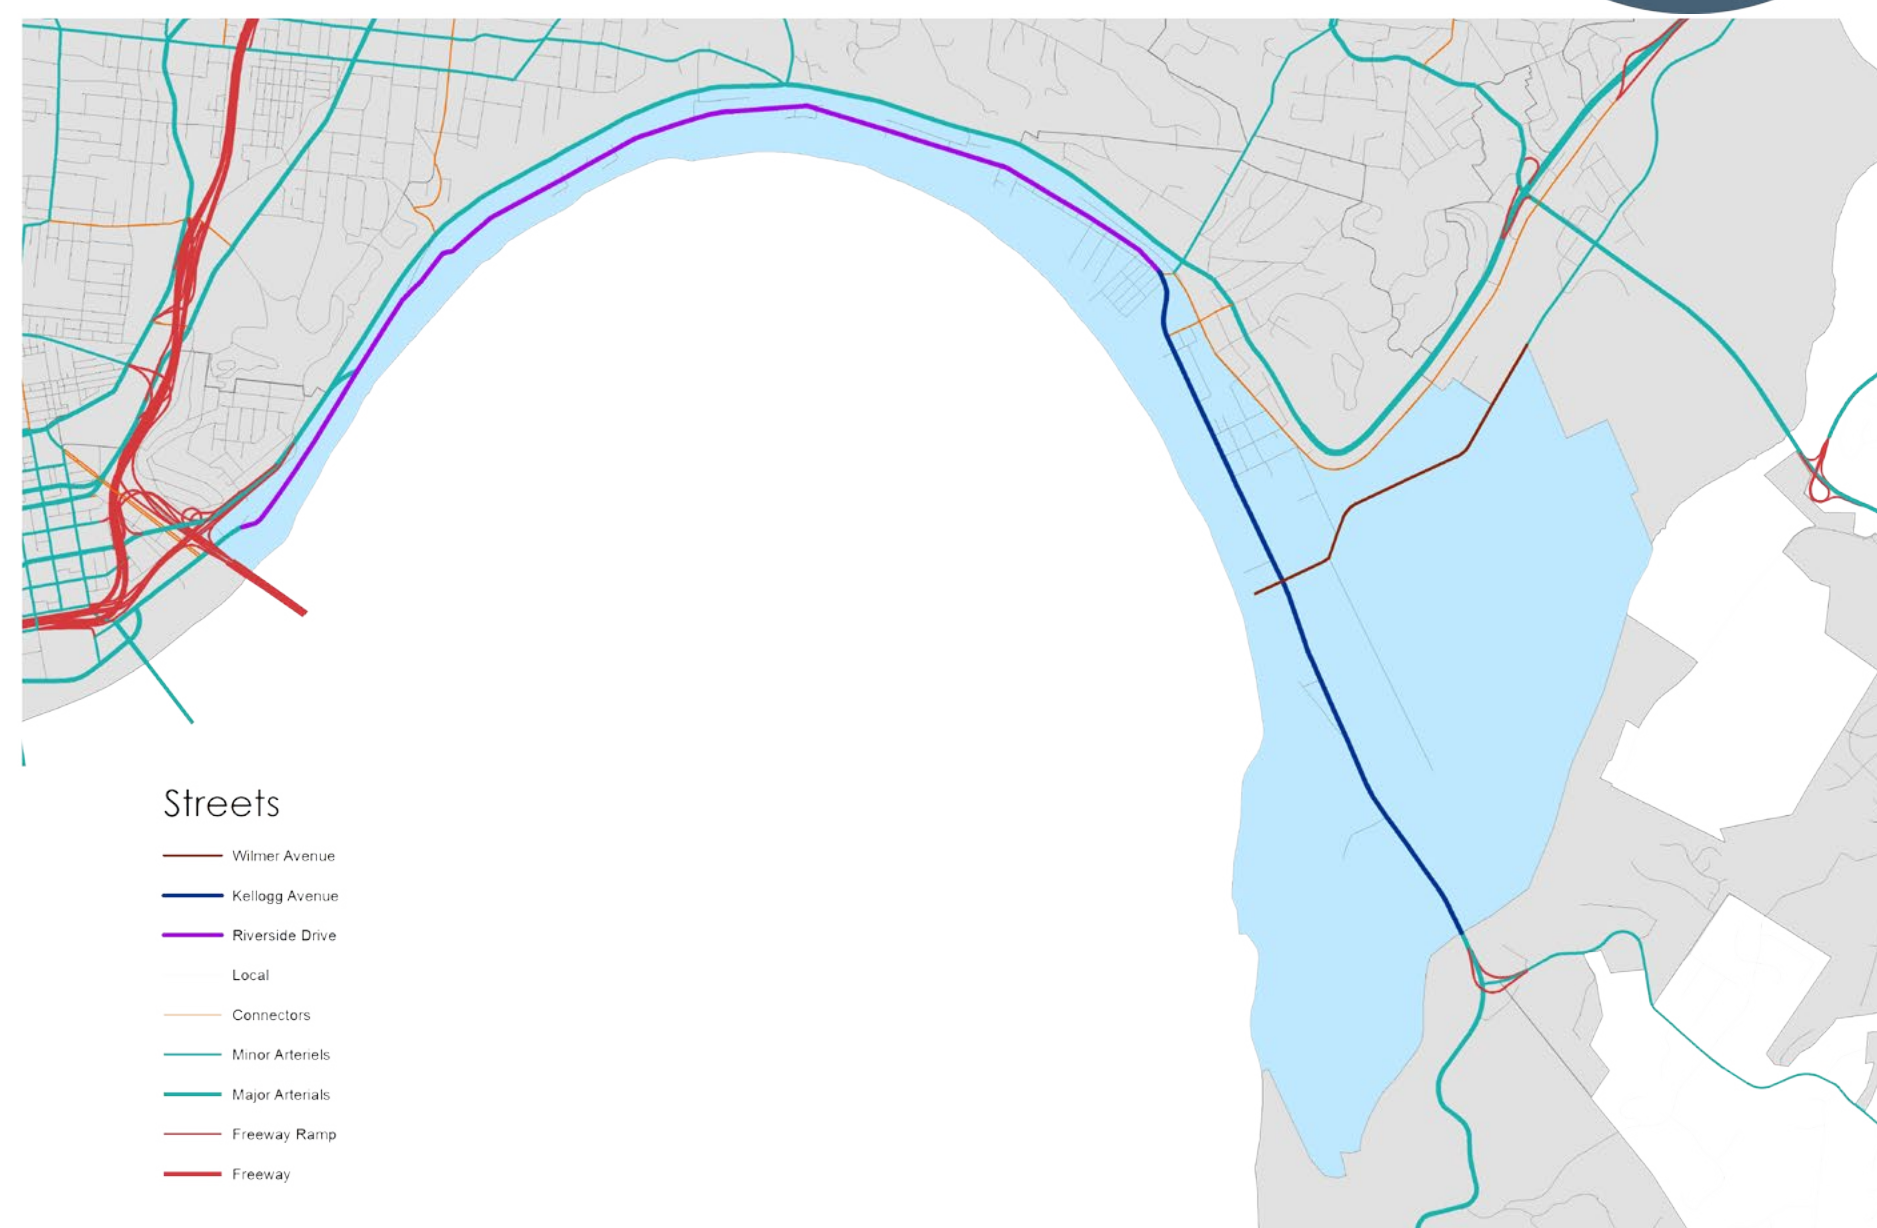 Streets
Wilmer Avenue
Kellogg Avenue
Riverside Drive
Local
Connectors
Minor Arteriels
Major Arterials
Freeway Ramp
Freeway